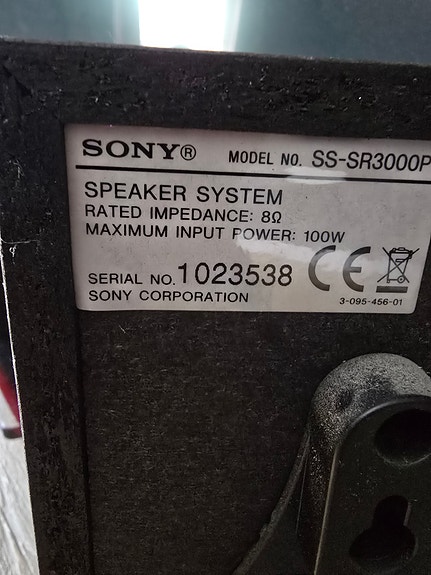 SONY® MODEL NO. SS-SR3000P
SPEAKER SYSTEM
RATED IMPEDANCE: 8Ω
MAXIMUM INPUT POWER: 100W
SERIAL NO. 1023538 CE
SONY CORPORATION 3-095-456-01